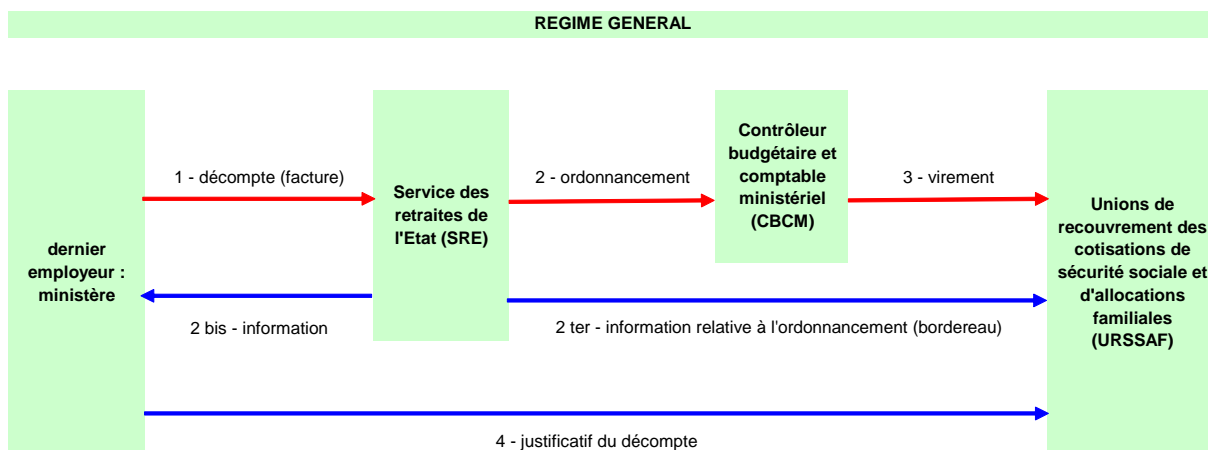 REGIME GENERAL
1 - décompte (facture)
2 - ordonnancement
3 - virement
dernier
employeur :
ministère
Service des
retraites de
l'Etat (SRE)
Contrôleur
budgétaire et
comptable
ministériel
(CBCM)
Unions de
recouvrement des
cotisations de
sécurité sociale et
d'allocations
familiales
(URSSAF)
2 bis - information
2 ter - information relative à l'ordonnancement (bordereau)
4 - justificatif du décompte